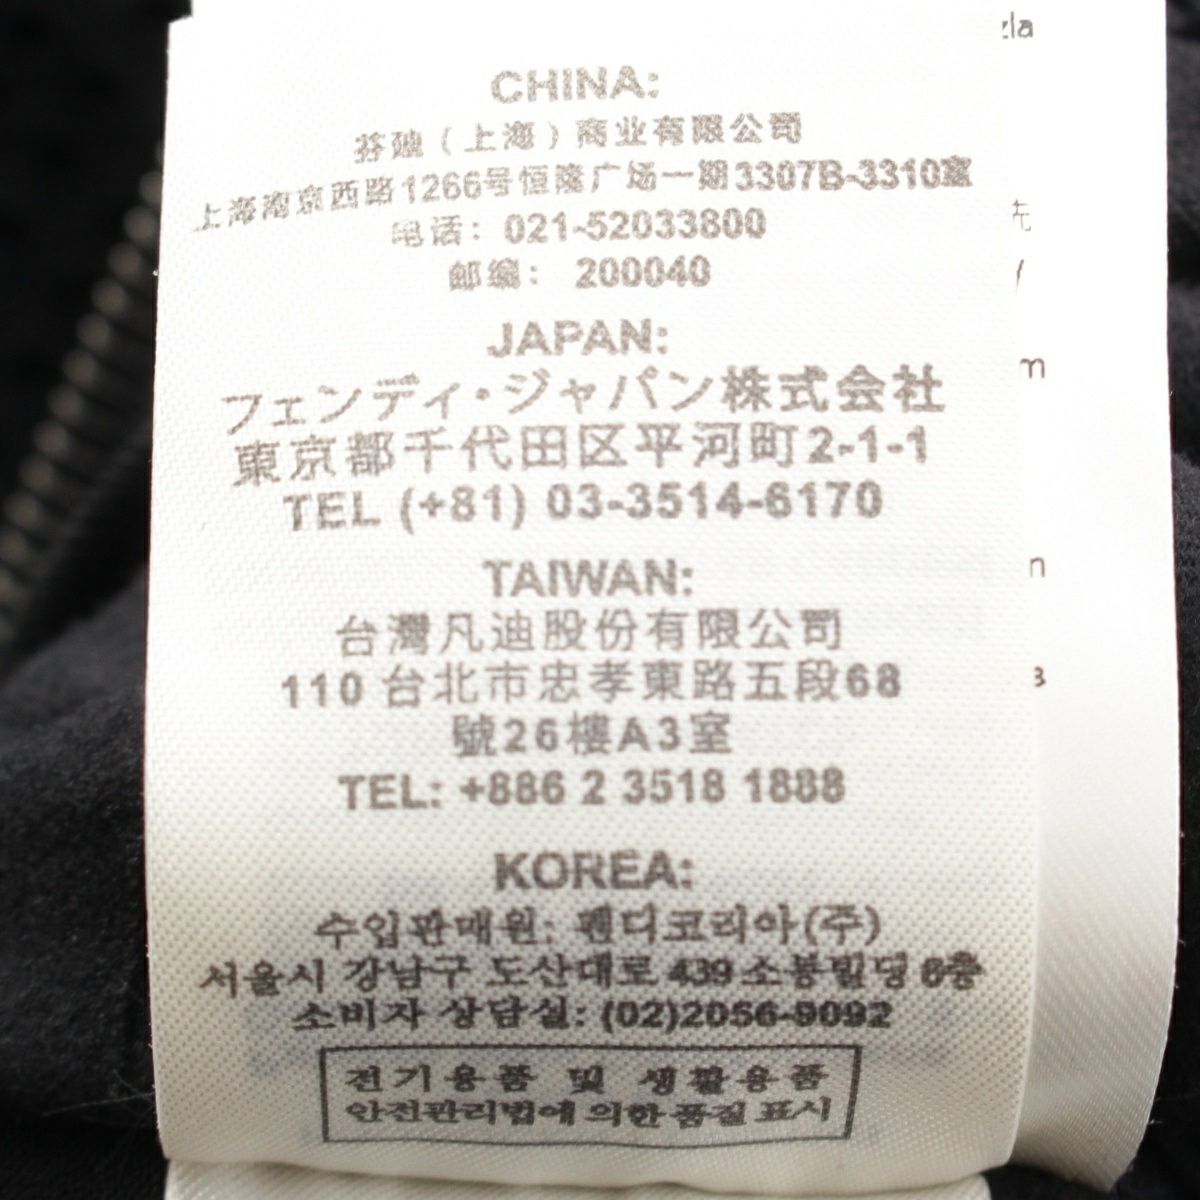 CHINA:
芬迪（上海）商业有限公司
上海南京西路1266号恒隆广场一期3307B-3310室
电话：021-52033800
邮编：200040
JAPAN:
フェンディ・ジャパン株式会社
東京都千代田区平河町2-1-1
TEL (+81) 03-3514-6170
TAIWAN:
台灣凡迪股份有限公司
110 台北市忠孝東路五段68
號26樓A3室
TEL: +886 2 3518 1888
KOREA:
수입판매원: 펜디코리아(주)
서울시 강남구 도산대로 439 소봉빌딩 6층
소비자 상담실: (02)2056-9092
전기용품 및 생활용품
안전관리법에 의한 품질표시